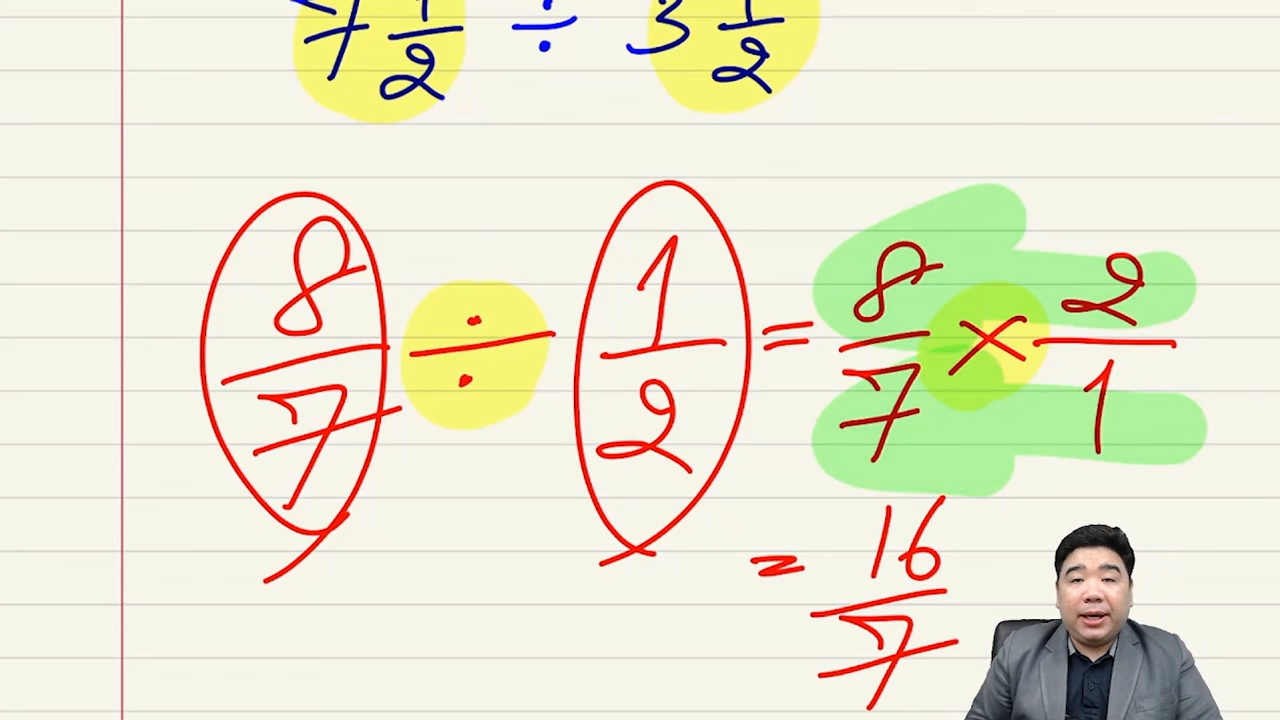 7 1/2 ÷ 3 1/2
8/7 ÷ 1/2 = 8/7 × 2/1
= 16/7